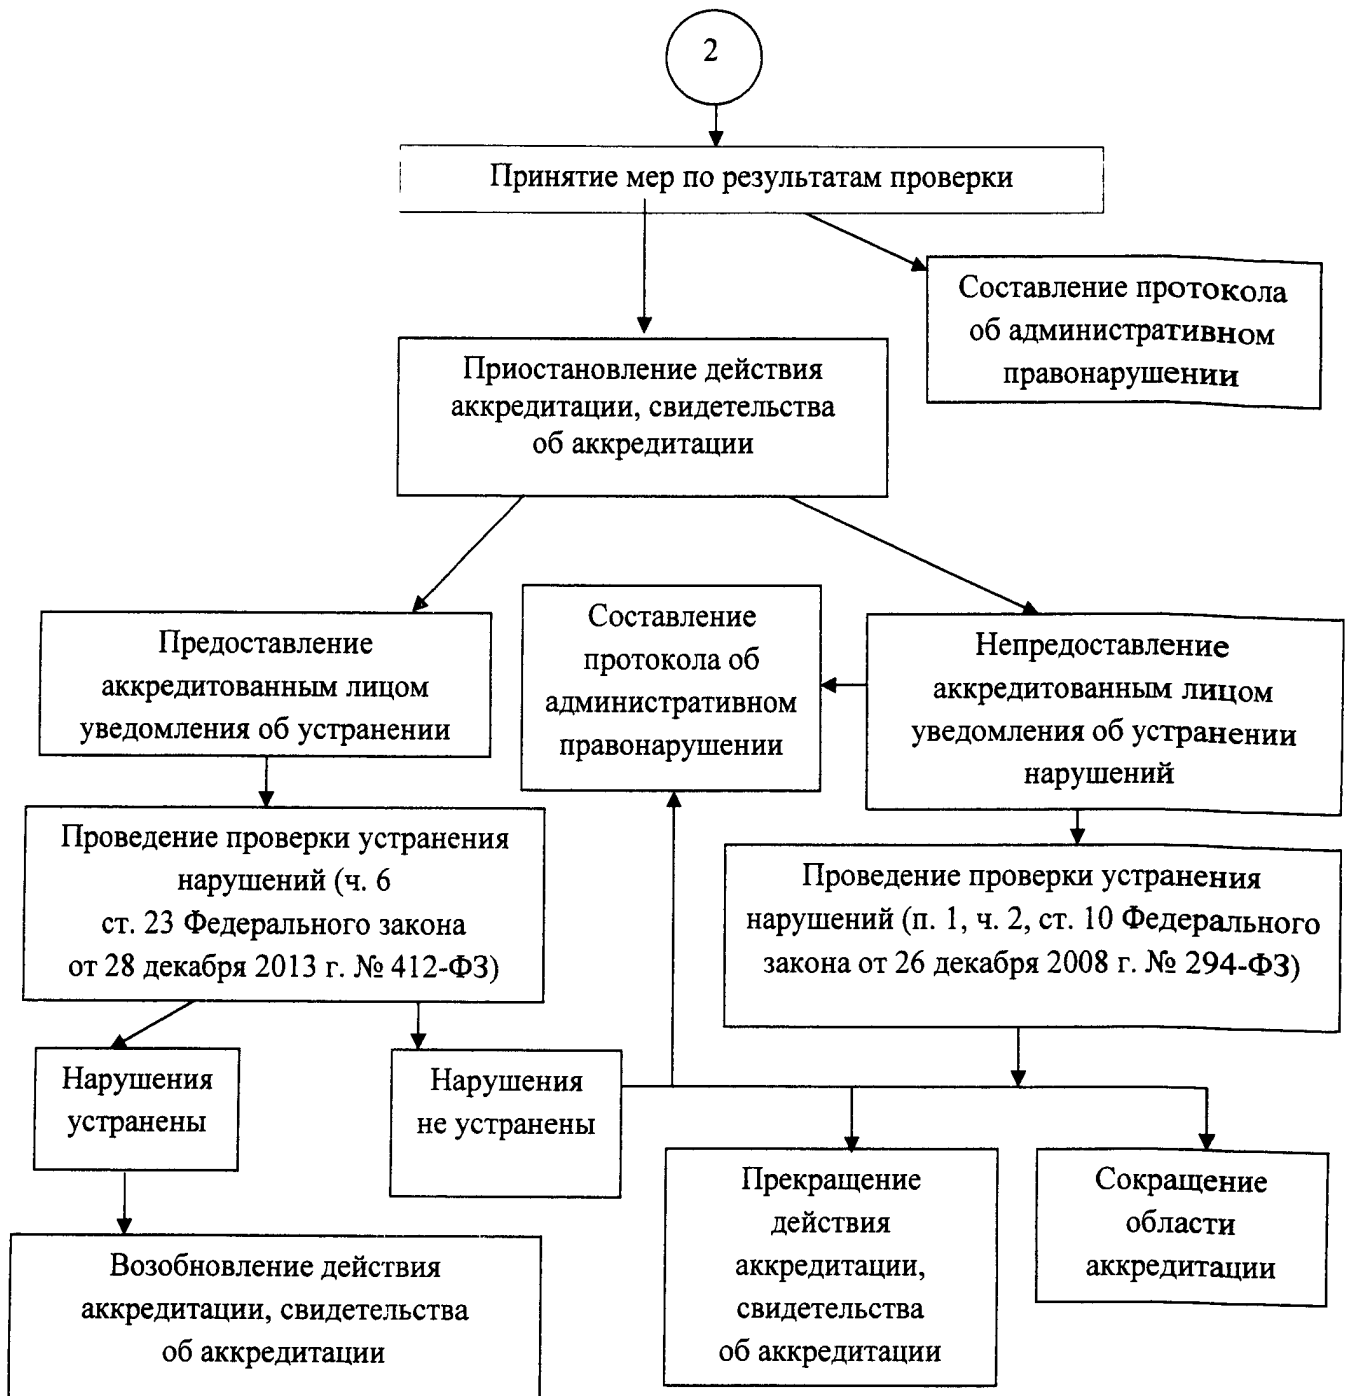 2
Принятие мер по результатам проверки
Составление протокола
об административном
правонарушении
Приостановление действия
аккредитации, свидетельства
об аккредитации
Предоставление
аккредитованным лицом
уведомления об устранении
Составление
протокола об
административном
правонарушении
Непредоставление
аккредитованным лицом
уведомления об устранении
нарушений
Проведение проверки устранения
нарушений (ч. 6
ст. 23 Федерального закона
от 28 декабря 2013 г. № 412-ФЗ)
Проведение проверки устранения
нарушений (п. 1, ч. 2, ст. 10 Федерального
закона от 26 декабря 2008 г. № 294-ФЗ)
Нарушения
устранены
Нарушения
не устранены
Прекращение
действия
аккредитации,
свидетельства
об аккредитации
Сокращение
области
аккредитации
Возобновление действия
аккредитации, свидетельства
об аккредитации